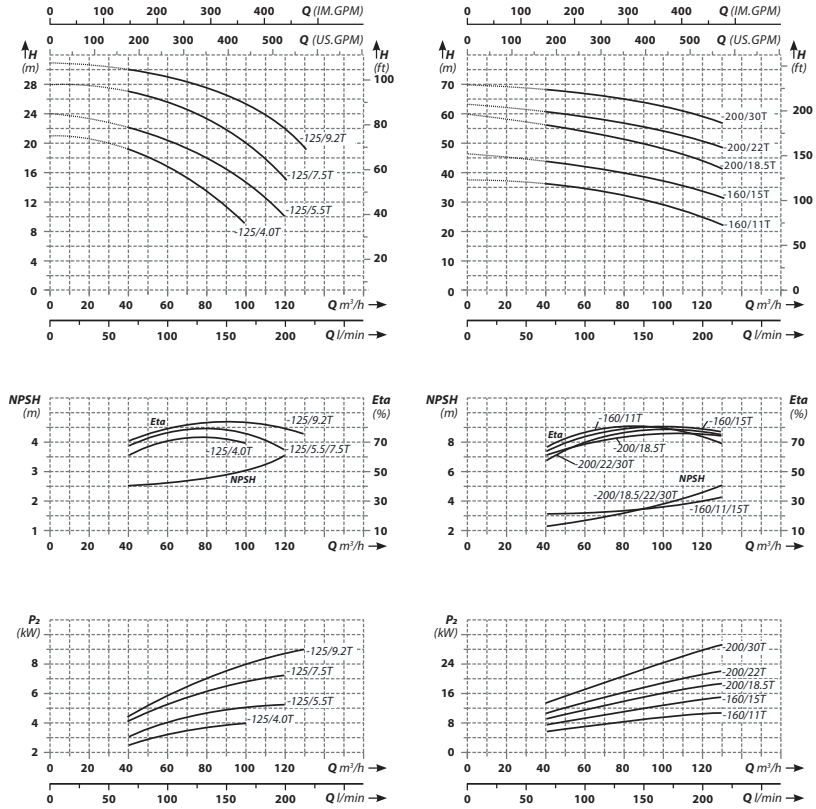 0 100 200 300 400 Q (IM.GPM)
0 100 200 300 400 500 Q (US.GPM)
H (m)
H (ft)
28
24
20
16
12
8
4
0
100
80
60
40
20
-125/9.2T
-125/7.5T
-125/5.5T
-125/4.0T
0 20 40 60 80 100 120 Q m³/h
0 50 100 150 200 Q l/min
0 100 200 300 400 Q (IM.GPM)
0 100 200 300 400 500 Q (US.GPM)
H (m)
H (ft)
70
60
50
40
30
20
10
0
200
150
100
50
0
-200/30T
-200/22T
-200/18.5T
-160/15T
-160/11T
0 20 40 60 80 100 120 Q m³/h
0 50 100 150 200 Q l/min
NPSH (m)
Eta (%)
4
3
2
1
70
50
30
10
Eta
-125/9.2T
-125/5.5/7.5T
-125/4.0T
NPSH
0 20 40 60 80 100 120 Q m³/h
NPSH (m)
Eta (%)
8
6
4
2
70
50
30
10
Eta
-160/11T
-160/15T
-200/18.5T
-200/22/30T
NPSH
-200/18.5/22/30T
-160/11/15T
0 20 40 60 80 100 120 Q m³/h
P₂ (kW)
8
6
4
2
-125/9.2T
-125/7.5T
-125/5.5T
-125/4.0T
0 20 40 60 80 100 120 Q m³/h
0 50 100 150 200 Q l/min
P₂ (kW)
24
16
8
0
-200/30T
-200/22T
-200/18.5T
-160/15T
-160/11T
0 20 40 60 80 100 120 Q m³/h
0 50 100 150 200 Q l/min